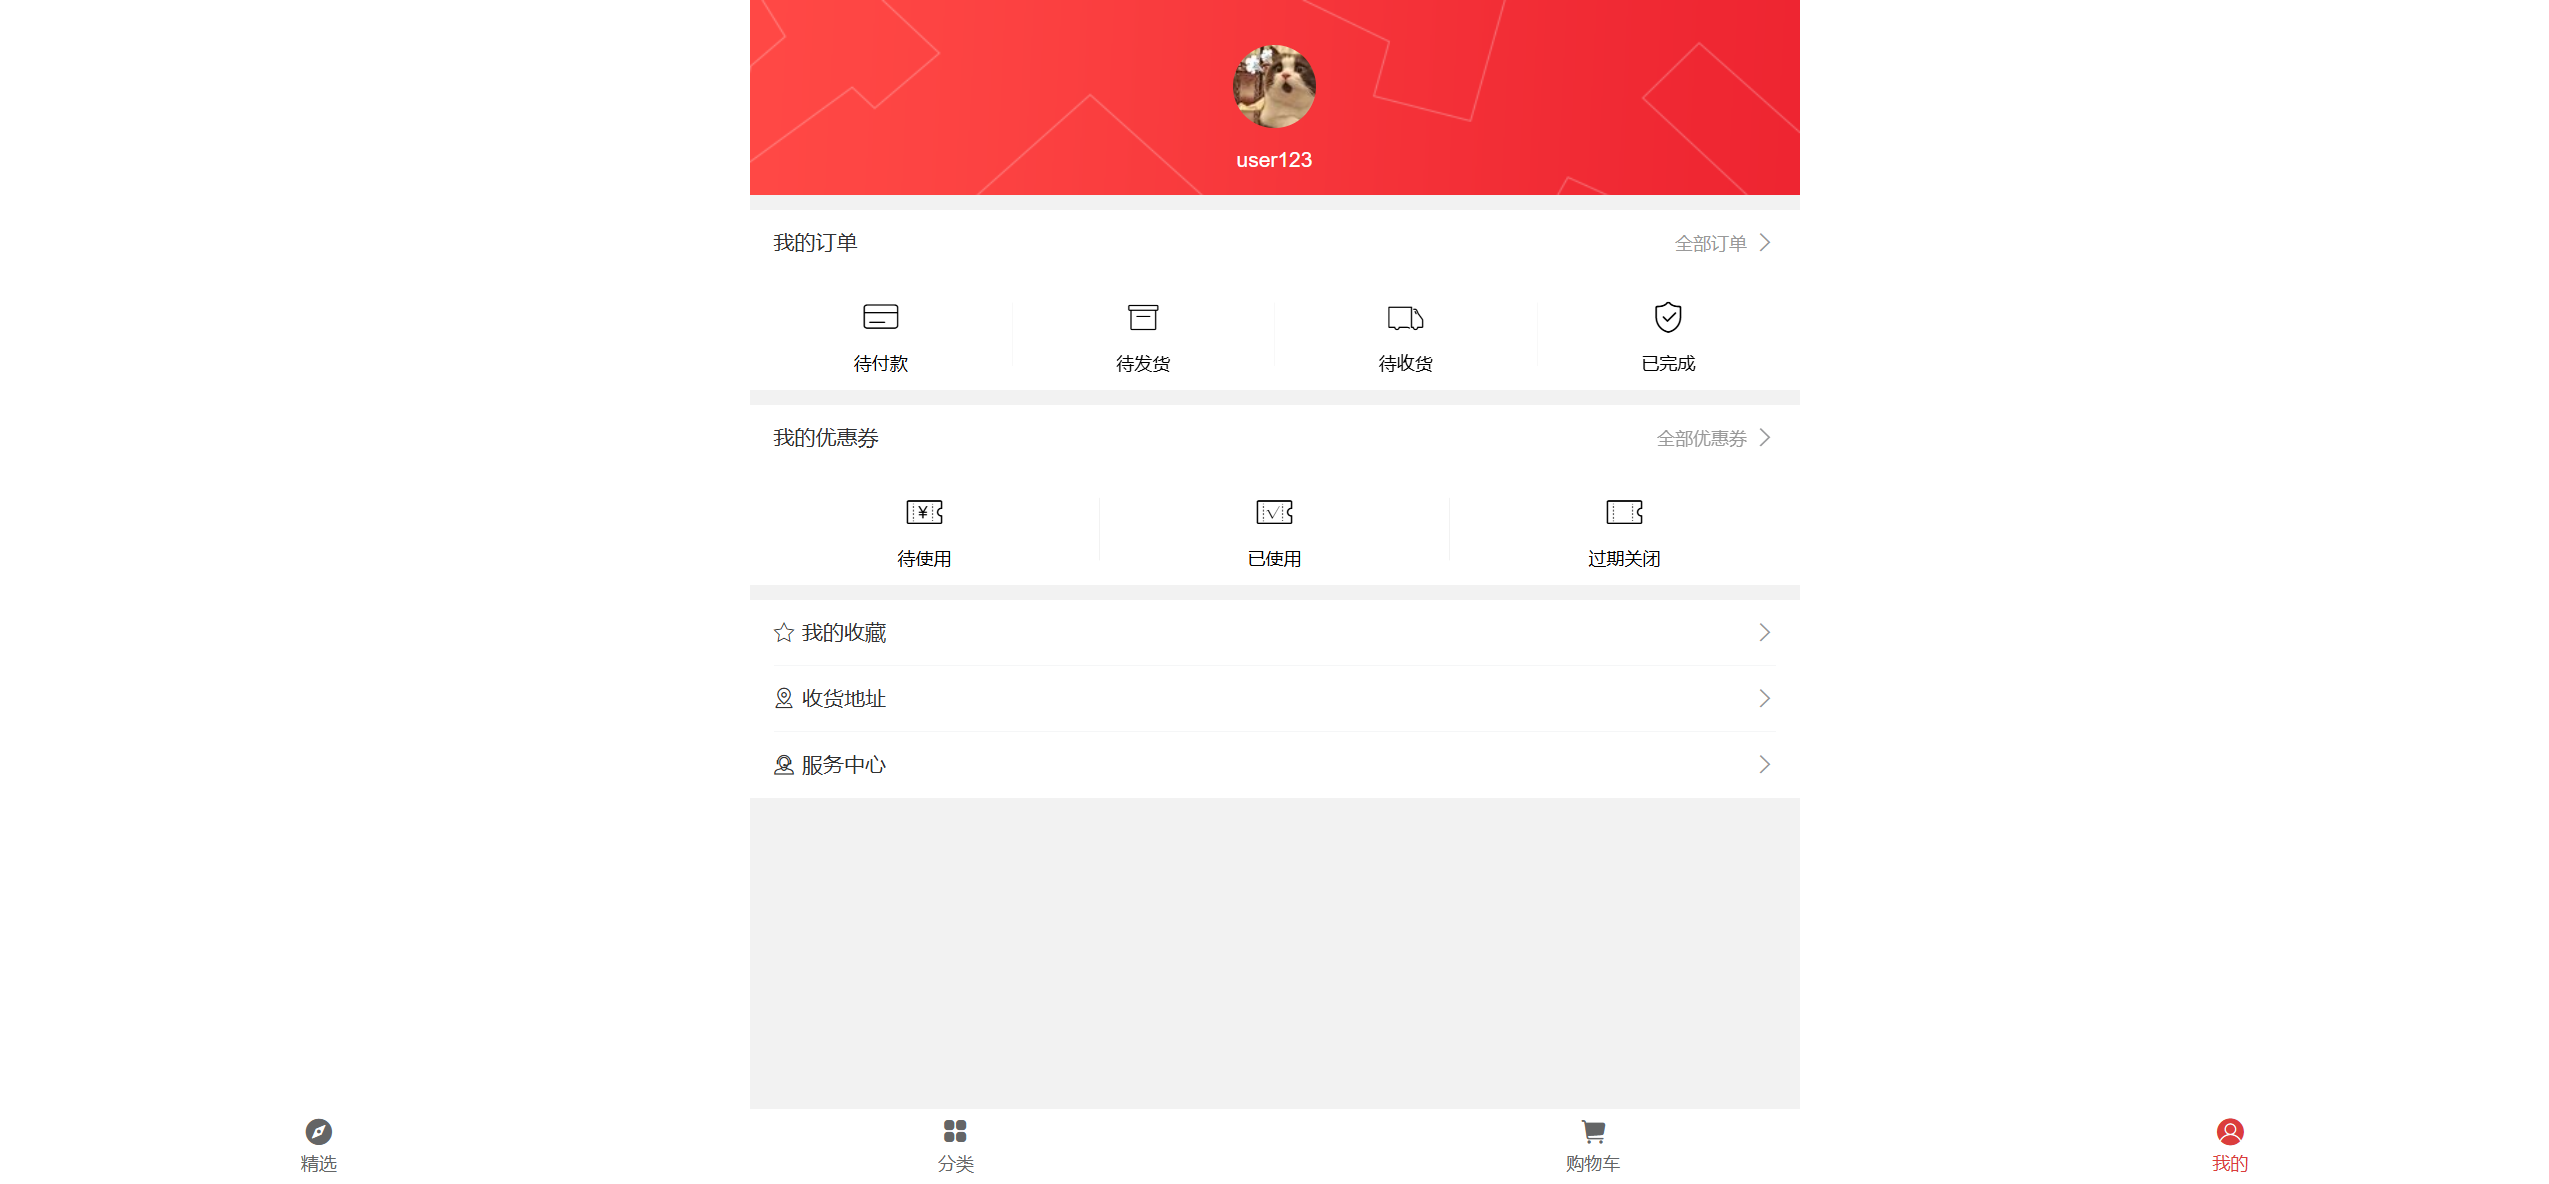 user123
我的订单
全部订单
待付款
待发货
待收货
已完成
我的优惠券
全部优惠券
待使用
已使用
过期关闭
我的收藏
收货地址
服务中心
精选
分类
购物车
我的